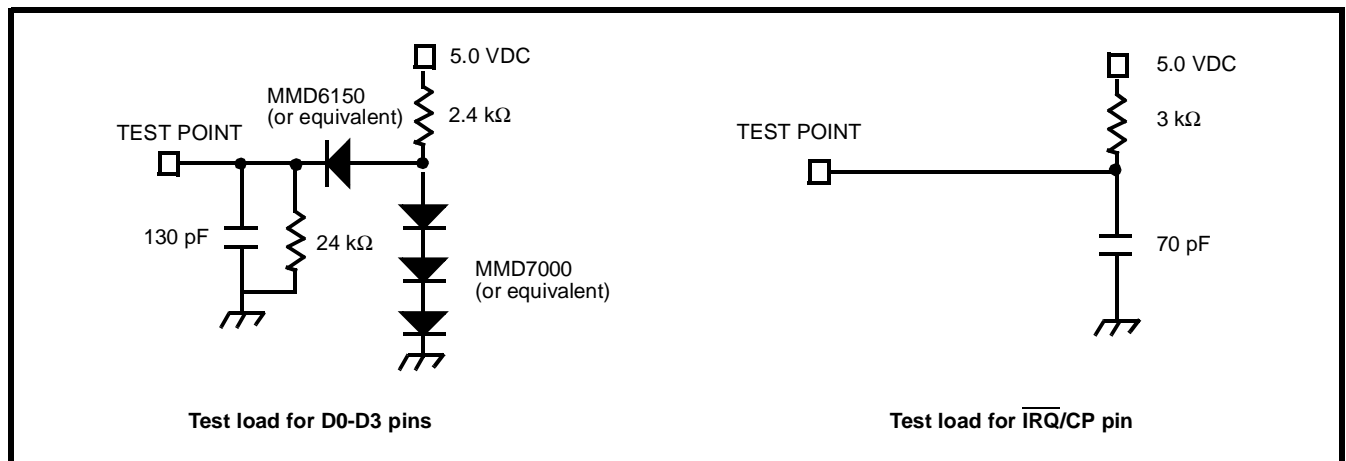 5.0 VDC
MMD6150
(or equivalent)
2.4 kΩ
TEST POINT
130 pF
24 kΩ
MMD7000
(or equivalent)
Test load for D0-D3 pins
5.0 VDC
3 kΩ
TEST POINT
70 pF
Test load for I̅R̅Q̅/CP pin